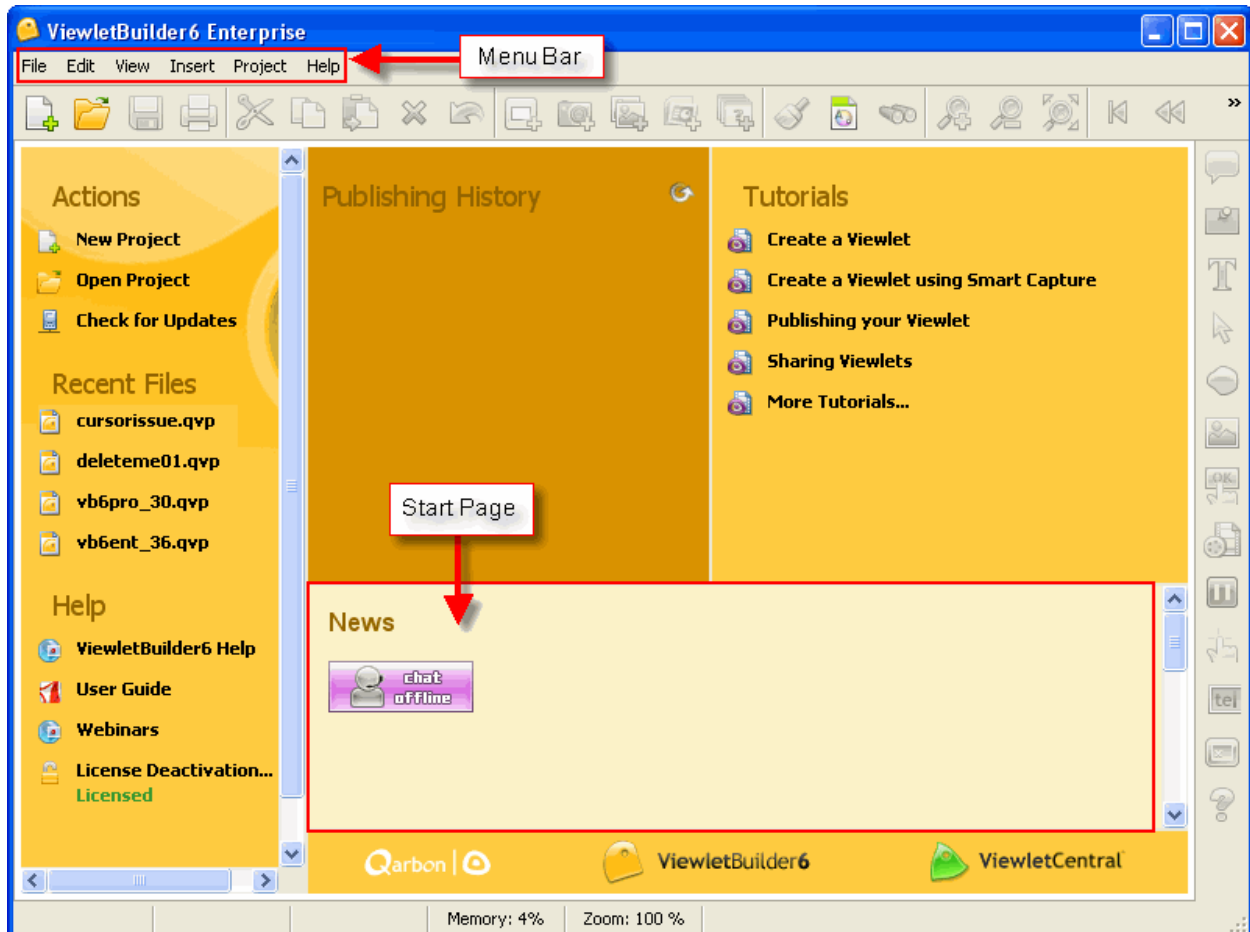 ViewletBuilder6 Enterprise
File Edit View Insert Project Help
Menu Bar
Actions
New Project
Open Project
Check for Updates
Recent Files
cursorissue.qvp
deleteme01.qvp
vb6pro_30.qvp
vb6ent_36.qvp
Help
ViewletBuilder6 Help
User Guide
Webinars
License Deactivation...
Licensed
Publishing History
Tutorials
Create a Viewlet
Create a Viewlet using Smart Capture
Publishing your Viewlet
Sharing Viewlets
More Tutorials...
Start Page
News
chat
offline
Qarbon
ViewletBuilder6
ViewletCentral
OK
tei
Memory: 4% Zoom: 100 %